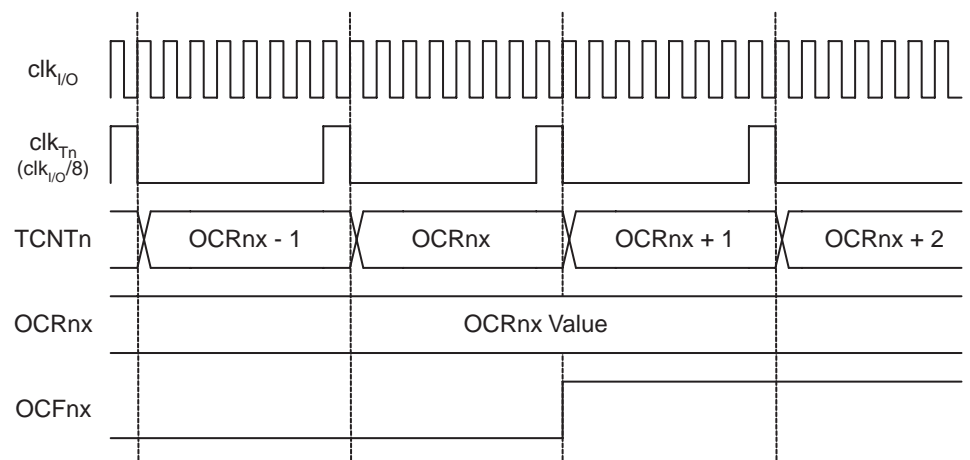 clkI/O
clkTn
(clkI/O/8)
TCNTn
OCRnx - 1
OCRnx
OCRnx + 1
OCRnx + 2
OCRnx
OCRnx Value
OCFnx